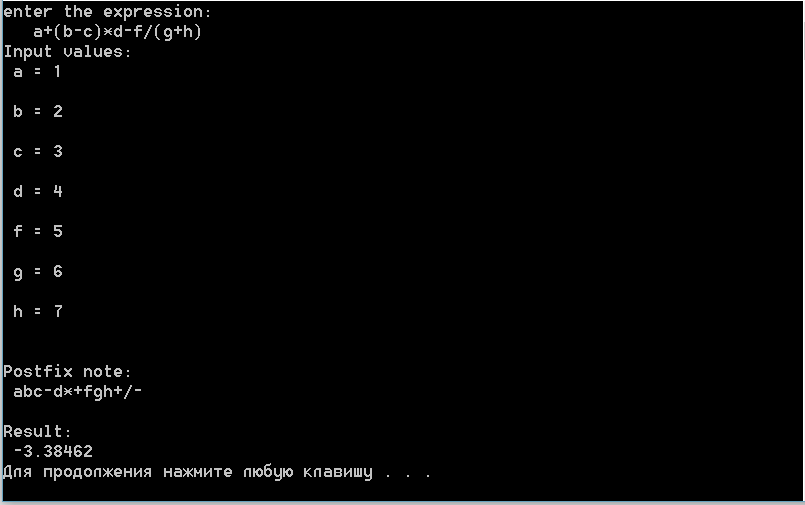 enter the expression:
a+(b-c)*d-f/(g+h)
Input values:
a = 1
b = 2
c = 3
d = 4
f = 5
g = 6
h = 7
Postfix note:
abc-d*+fgh+/-
Result:
-3.38462
Для продолжения нажмите любую клавишу . . .